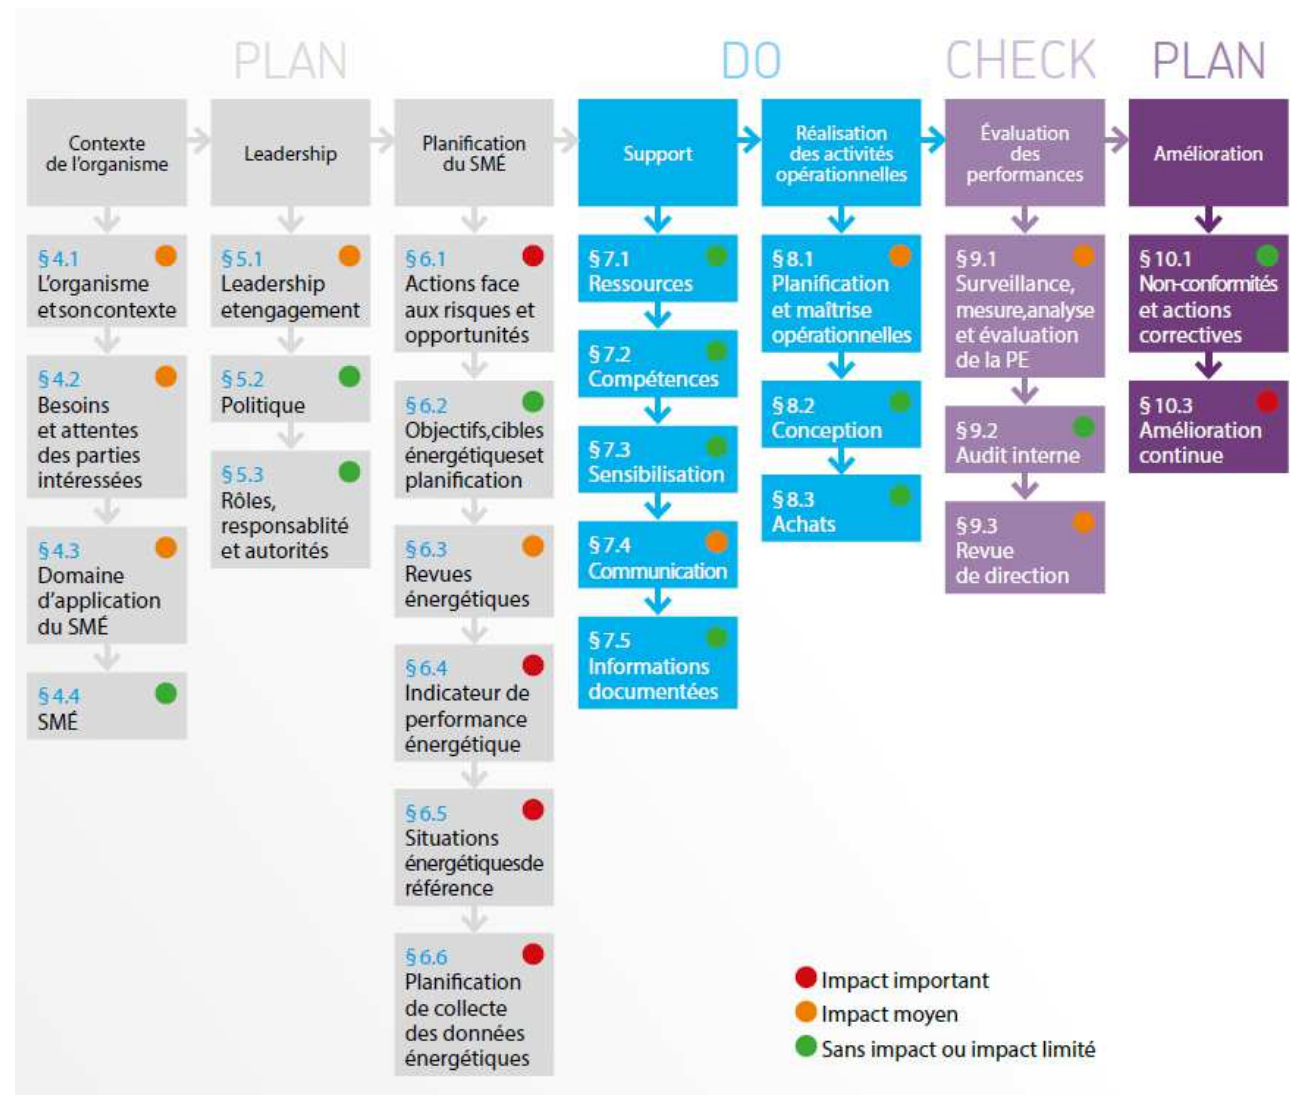 PLAN
DO
CHECK
PLAN
Contexte
de l'organisme
Leadership
Planification
du SMÉ
Support
Réalisation
des activités
opérationnelles
Évaluation
des
performances
Amélioration
§ 4.1
L'organisme
etsoncontexte
§ 4.2
Besoins
et attentes
des parties
intéressées
§ 4.3
Domaine
d'application
du SMÉ
§ 4.4
SMÉ
§ 5.1
Leadership
etengagement
§ 5.2
Politique
§ 5.3
Rôles,
responsablité
et autorités
§ 6.1
Actions face
aux risques et
opportunités
§ 6.2
Objectifs,cibles
énergétiqueset
planification
§ 6.3
Revues
énergétiques
§ 6.4
Indicateur de
performance
énergétique
§ 6.5
Situations
énergétiquesde
référence
§ 6.6
Planification
de collecte
des données
énergétiques
§ 7.1
Ressources
§ 7.2
Compétences
§ 7.3
Sensibilisation
§ 7.4
Communication
§ 7.5
Informations
documentées
§ 8.1
Planification
et maîtrise
opérationnelles
§ 8.2
Conception
§ 8.3
Achats
§ 9.1
Surveillance,
mesure,analyse
et évaluation
de la PE
§ 9.2
Audit interne
§ 9.3
Revue
de direction
§ 10.1
Non-conformités
et actions
correctives
§ 10.3
Amélioration
continue
Impact important
Impact moyen
Sans impact ou impact limité